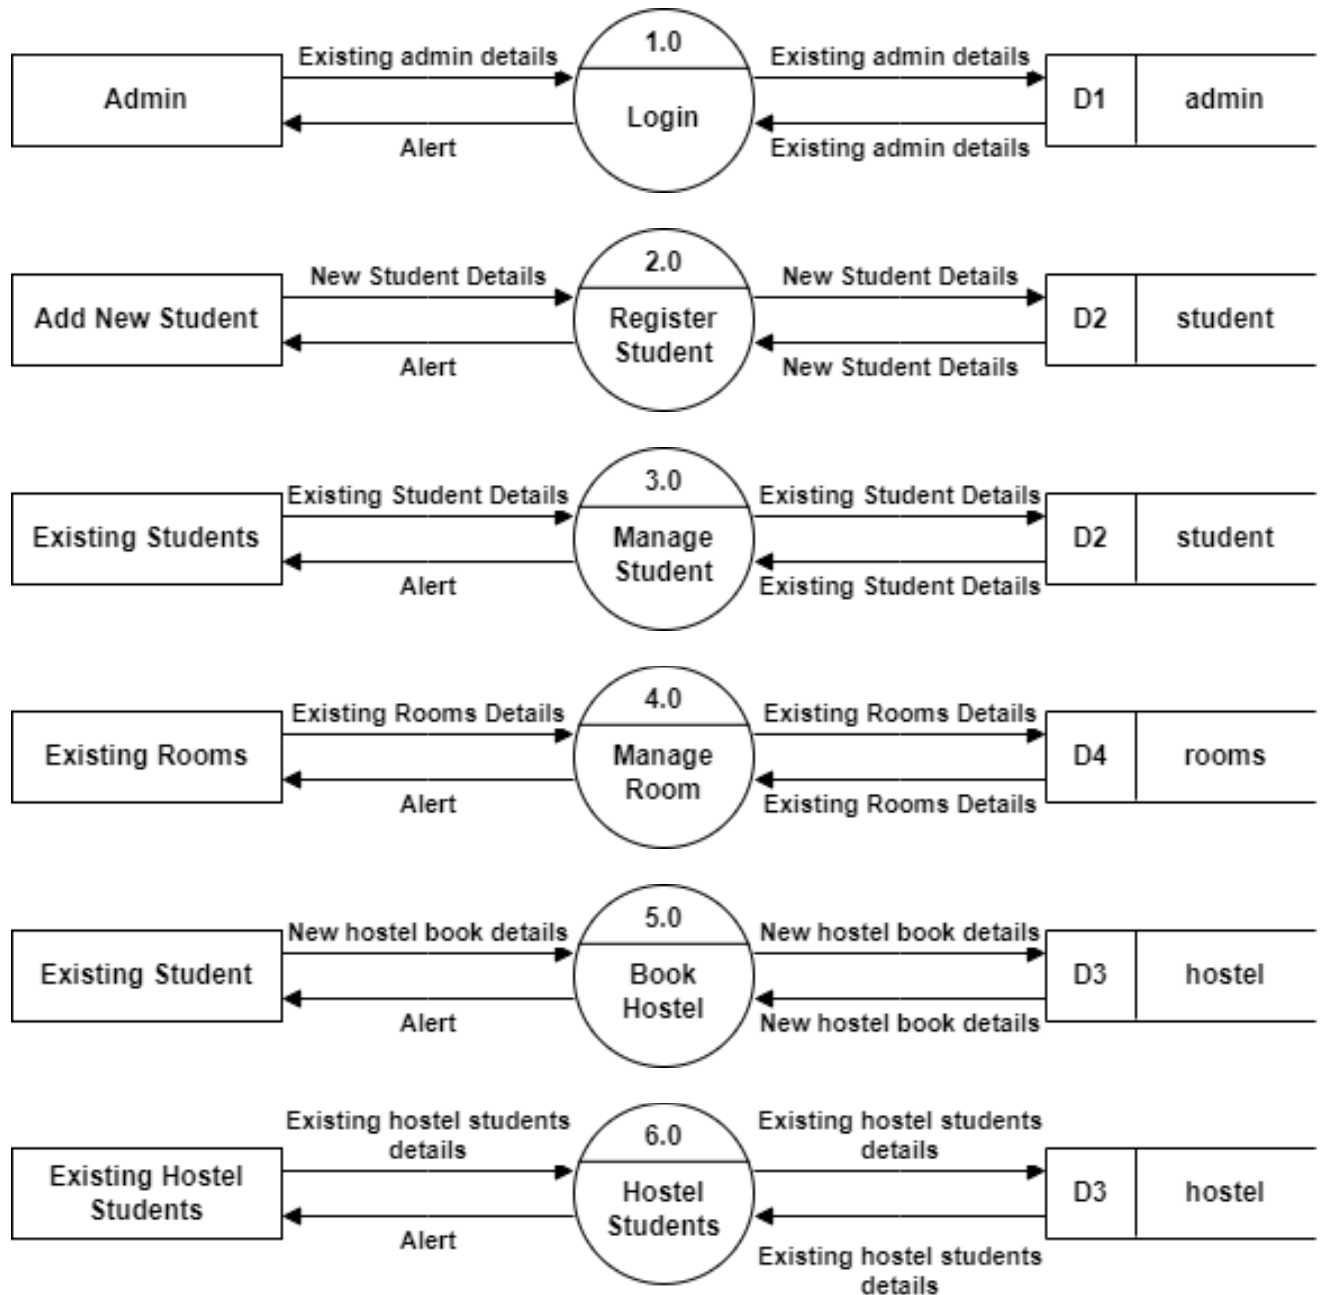 1.0
Existing admin details
Existing admin details
Admin
Login
D1
admin
Alert
Existing admin details
2.0
New Student Details
New Student Details
Add New Student
Register
Student
D2
student
Alert
New Student Details
3.0
Existing Student Details
Existing Student Details
Existing Students
Manage
Student
D2
student
Alert
Existing Student Details
4.0
Existing Rooms Details
Existing Rooms Details
Existing Rooms
Manage
Room
D4
rooms
Alert
Existing Rooms Details
5.0
New hostel book details
New hostel book details
Existing Student
Book
Hostel
D3
hostel
Alert
New hostel book details
6.0
Existing hostel students
details
Existing hostel students
details
Existing Hostel
Students
Hostel
Students
D3
hostel
Alert
Existing hostel students
details